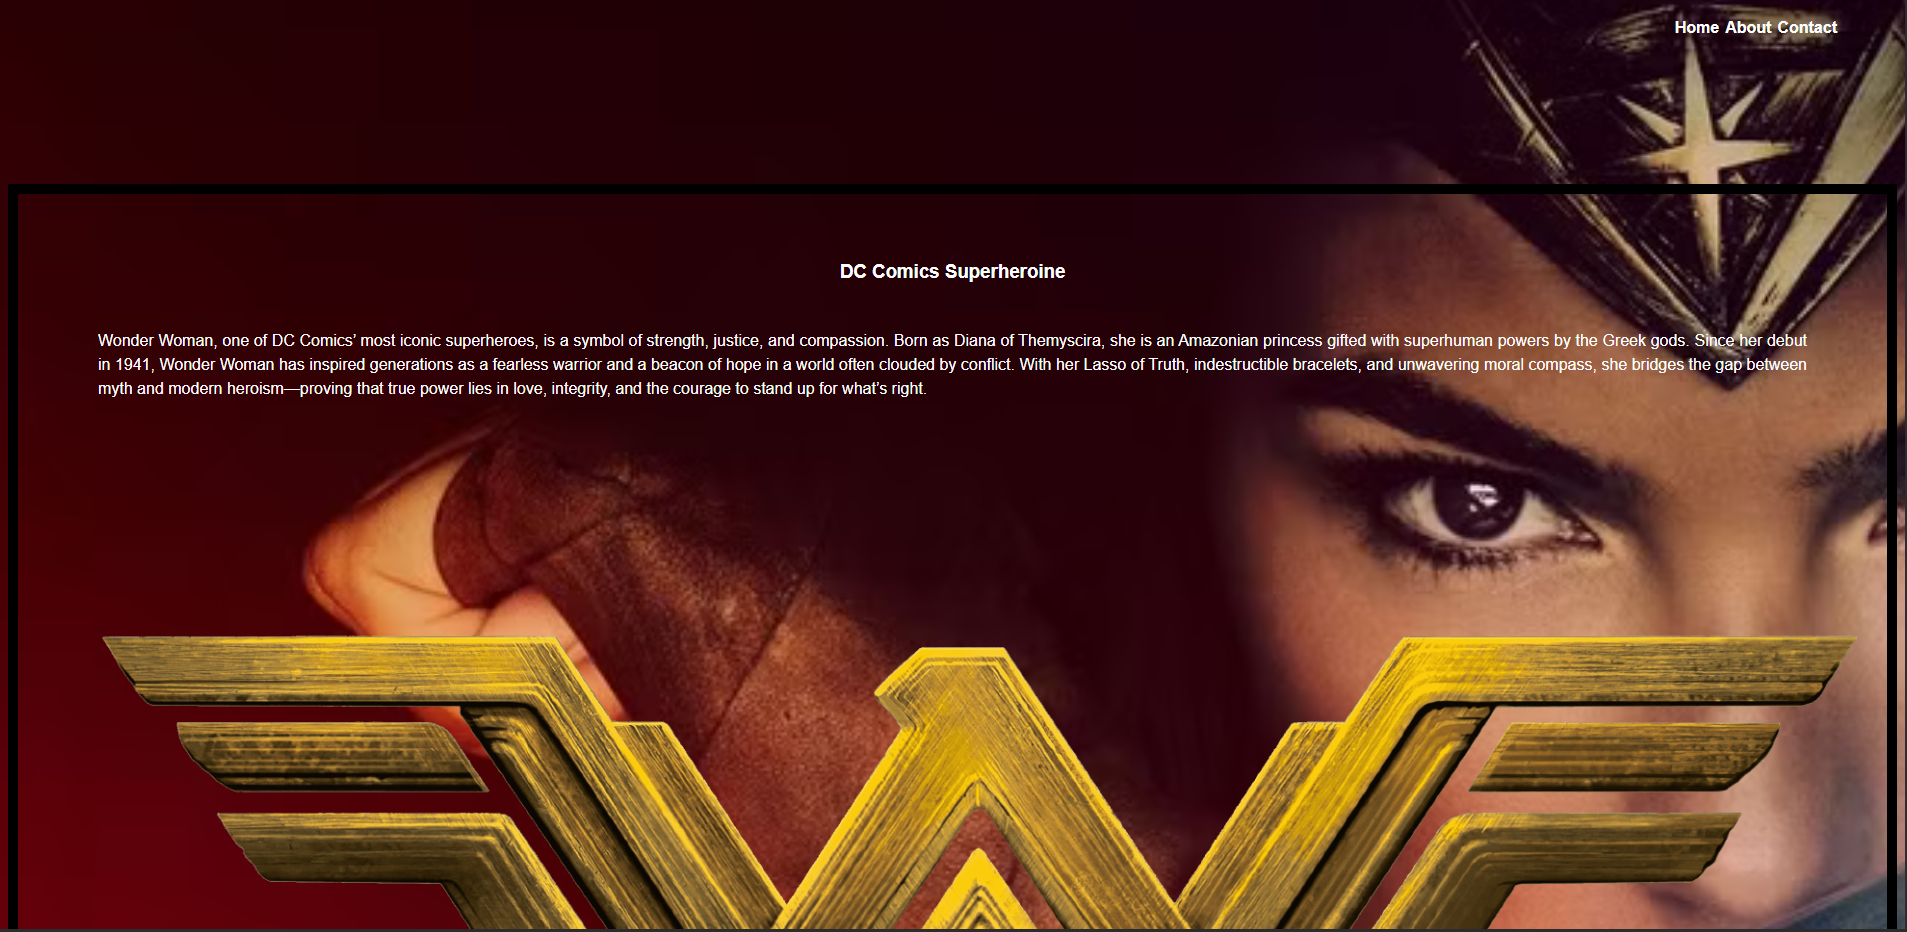 Home About Contact
DC Comics Superheroine
Wonder Woman, one of DC Comics’ most iconic superheroes, is a symbol of strength, justice, and compassion. Born as Diana of Themyscira, she is an Amazonian princess gifted with superhuman powers by the Greek gods. Since her debut
in 1941, Wonder Woman has inspired generations as a fearless warrior and a beacon of hope in a world often clouded by conflict. With her Lasso of Truth, indestructible bracelets, and unwavering moral compass, she bridges the gap between
myth and modern heroism—proving that true power lies in love, integrity, and the courage to stand up for what’s right.